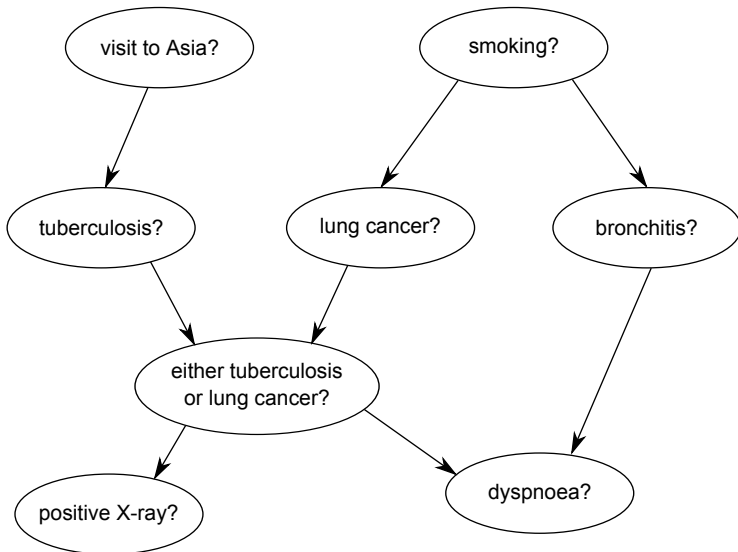 visit to Asia?
smoking?
tuberculosis?
lung cancer?
bronchitis?
either tuberculosis
or lung cancer?
positive X-ray?
dyspnoea?